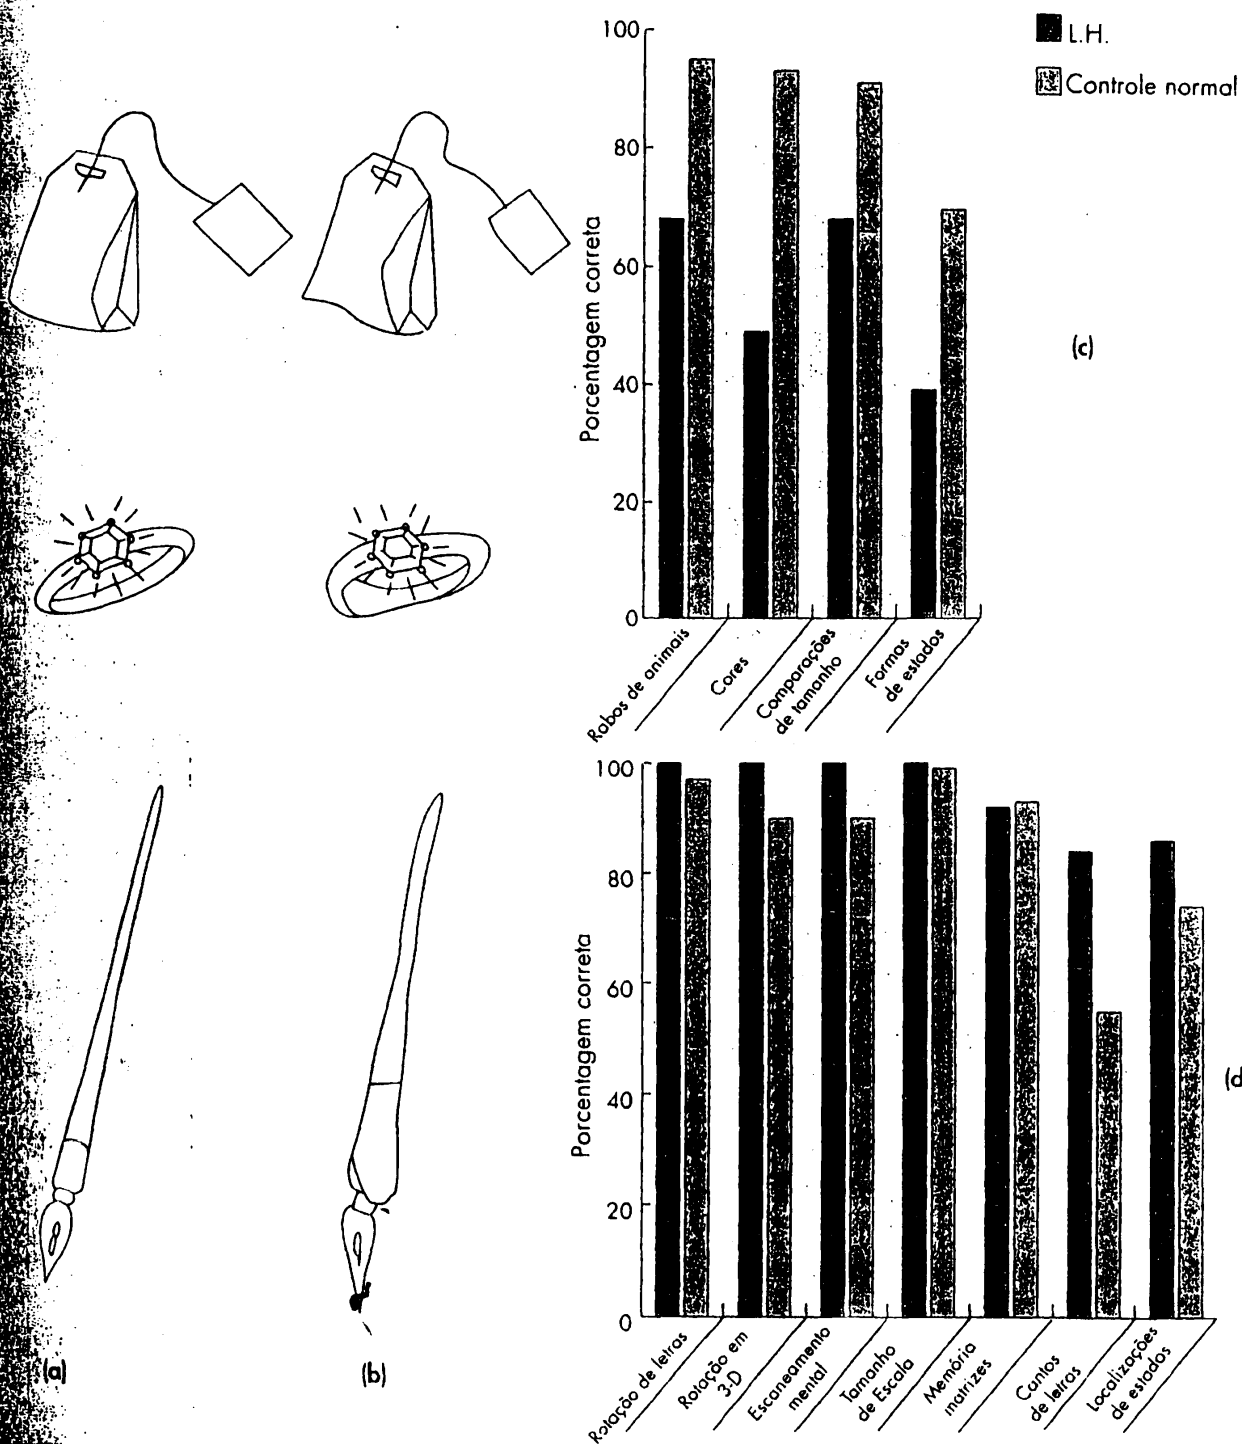 L.H.
Controle normal
(c)
Porcentagem correta
100
80
60
40
20
0
Rabos de animais
Cores
Comparações
de tamanho
Formas
de estados
(d
Porcentagem correta
100
80
60
40
20
0
Rotação de letras
Rotação em
3-D
Escaneamento
mental
Tamanho
de Escala
Memória
matrizes
Cantos
de letras
Localizações
de estados
(a)
(b)